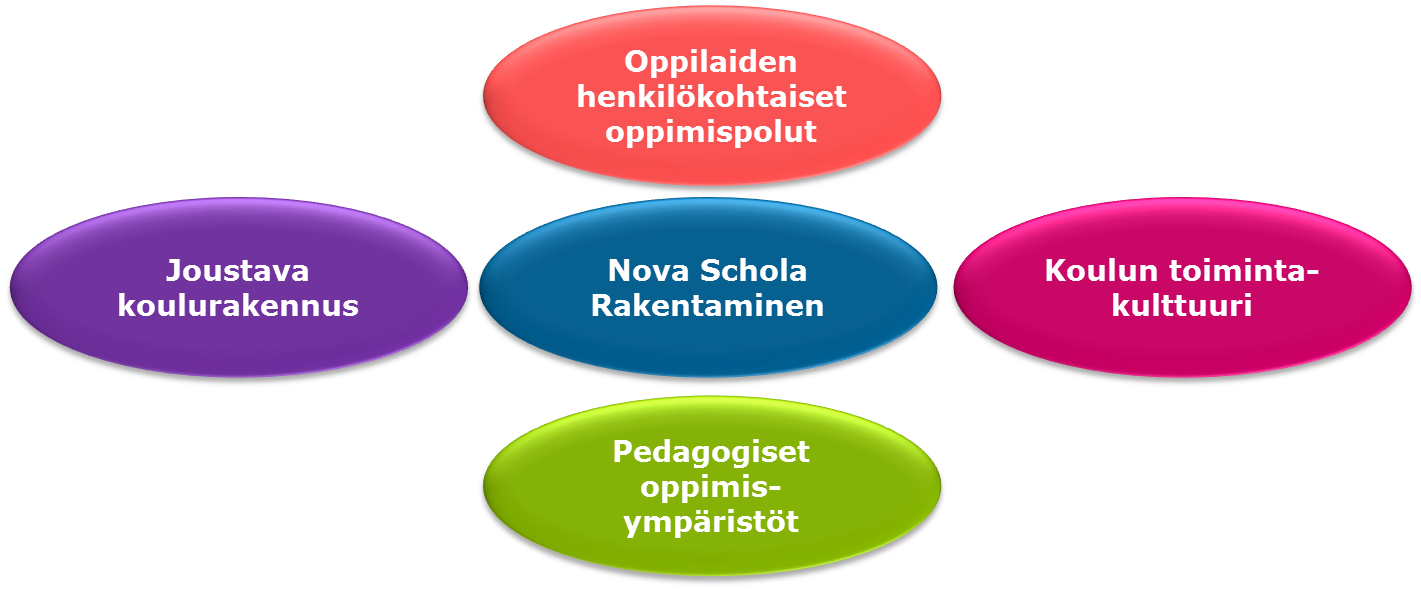 Oppilaiden
henkilökohtaiset
oppimispolut
Joustava
koulurakennus
Nova Schola
Rakentaminen
Koulun toiminta-
kulttuuri
Pedagogiset
oppimis-
ympäristöt